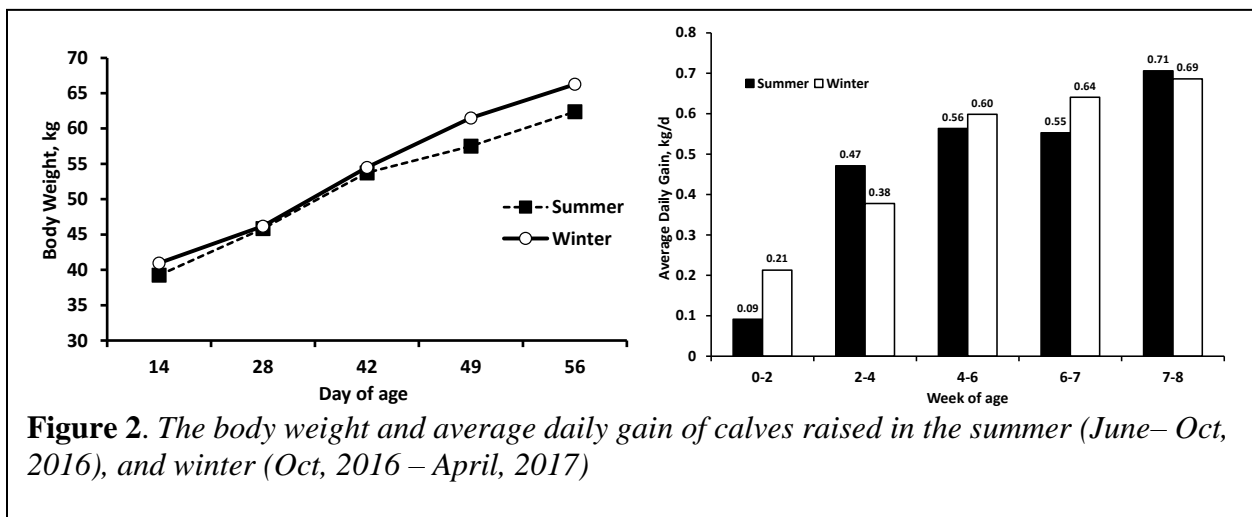 70
65
60
55
50
45
40
35
30
Body Weight, kg
14 28 42 49 56
Day of age
Summer
Winter
0.8
0.7
0.6
0.5
0.4
0.3
0.2
0.1
0
Average Daily Gain, kg/d
Summer Winter
0.09
0.21
0.47
0.38
0.56
0.60
0.55
0.64
0.71
0.69
0-2 2-4 4-6 6-7 7-8
Week of age
Figure 2. The body weight and average daily gain of calves raised in the summer (June– Oct,
2016), and winter (Oct, 2016 – April, 2017)